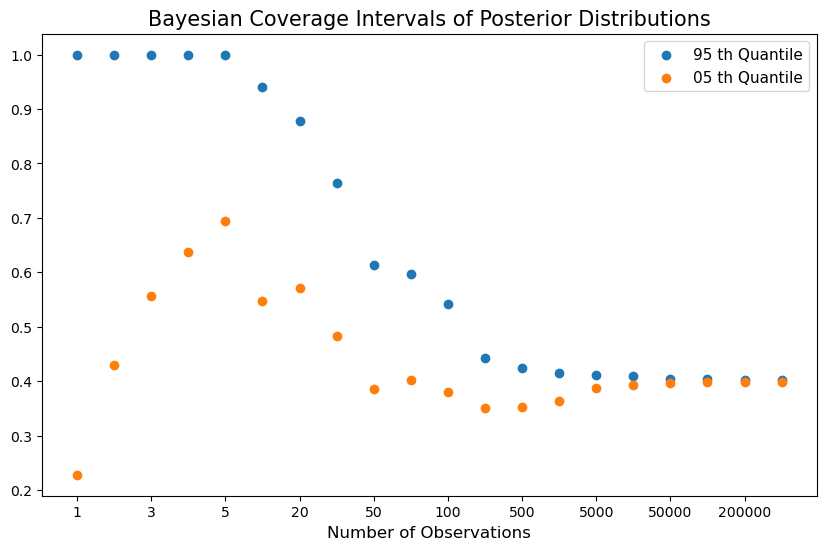 Bayesian Coverage Intervals of Posterior Distributions
95 th Quantile
05 th Quantile
1.0
0.9
0.8
0.7
0.6
0.5
0.4
0.3
0.2
1 3 5 20 50 100 500 5000 50000 200000
Number of Observations